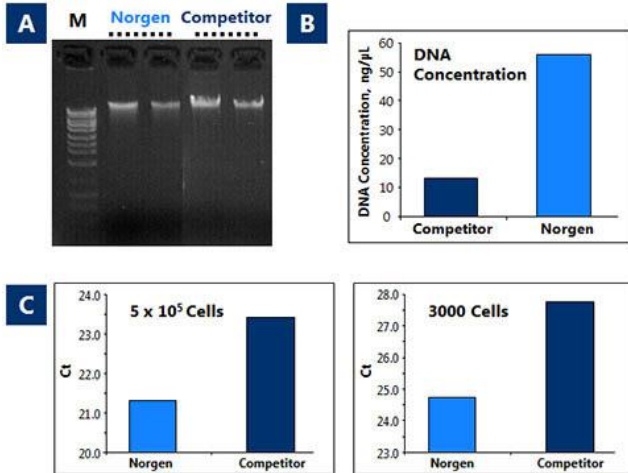 A
M
Norgen
Competitor
B
DNA
Concentration
DNA Concentration, ng/µL
60
50
40
30
20
10
0
Competitor
Norgen
C
5 x 10⁵ Cells
Ct
24.0
23.0
22.0
21.0
20.0
Norgen
Competitor
3000 Cells
Ct
28.0
27.0
26.0
25.0
24.0
23.0
Norgen
Competitor